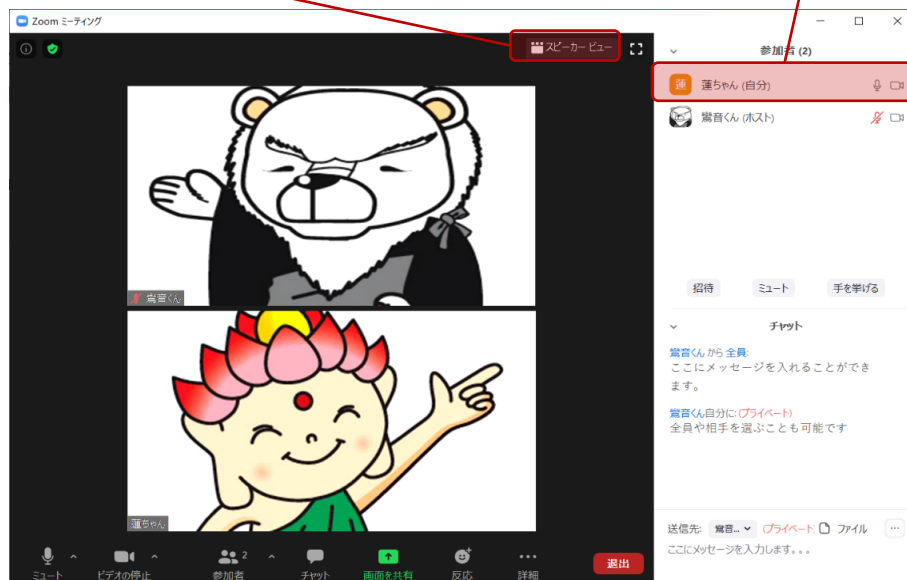 Zoom ミーティング
スピーカー ビュー
参加者 (2)
蓮
蓮ちゃん (自分)
鸞音くん (ホスト)
鸞音くん
蓮ちゃん
招待 ミュート 手を挙げる
チャット
鸞音くん から 全員:
ここにメッセージを入れることができ
ます。
鸞音くん自分に: (プライベート)
全員や相手を選ぶことも可能です
送信先: 鸞音... (プライベート) ファイル ...
ここにメッセージを入力します。。。
ミュート ビデオの停止 参加者 2 チャット 画面を共有 反応 詳細 退出